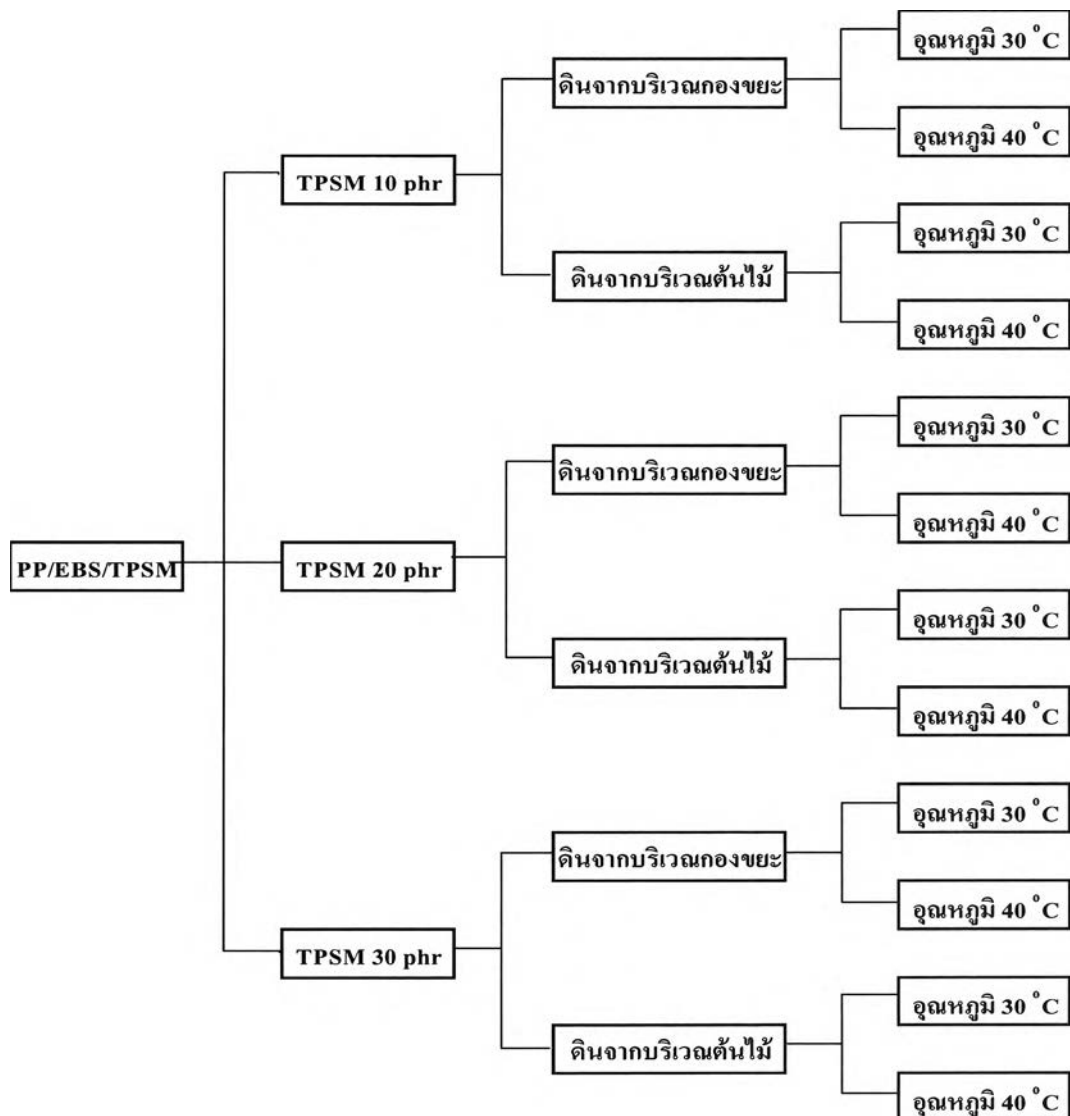 อุณหภูมิ 30 °C
ดินจากบริเวณกองขยะ
อุณหภูมิ 40 °C
TPSM 10 phr
อุณหภูมิ 30 °C
ดินจากบริเวณต้นไม้
อุณหภูมิ 40 °C
อุณหภูมิ 30 °C
ดินจากบริเวณกองขยะ
อุณหภูมิ 40 °C
PP/EBS/TPSM
TPSM 20 phr
อุณหภูมิ 30 °C
ดินจากบริเวณต้นไม้
อุณหภูมิ 40 °C
อุณหภูมิ 30 °C
ดินจากบริเวณกองขยะ
อุณหภูมิ 40 °C
TPSM 30 phr
อุณหภูมิ 30 °C
ดินจากบริเวณต้นไม้
อุณหภูมิ 40 °C